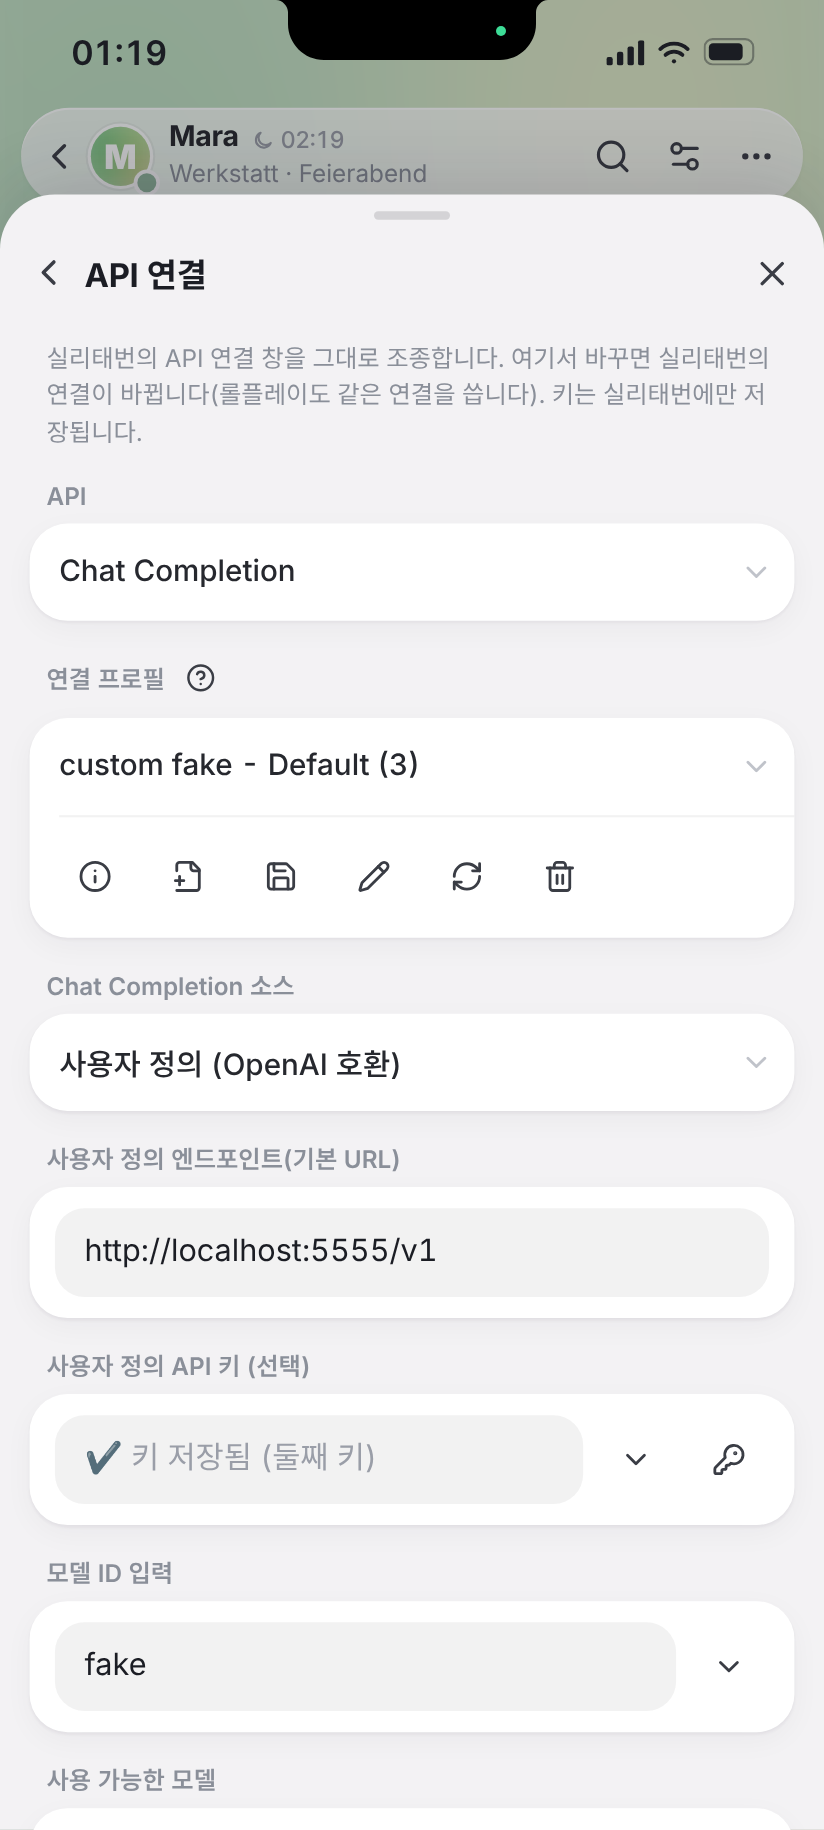 01:19
M
Mara 02:19
Werkstatt · Feierabend
API 연결
실리태번의 API 연결 창을 그대로 조종합니다. 여기서 바꾸면 실리태번의
연결이 바뀝니다(롤플레이도 같은 연결을 씁니다). 키는 실리태번에만 저
장됩니다.
API
Chat Completion
연결 프로필
custom fake - Default (3)
Chat Completion 소스
사용자 정의 (OpenAI 호환)
사용자 정의 엔드포인트(기본 URL)
http://localhost:5555/v1
사용자 정의 API 키 (선택)
✔️ 키 저장됨 (둘째 키)
모델 ID 입력
fake
사용 가능한 모델